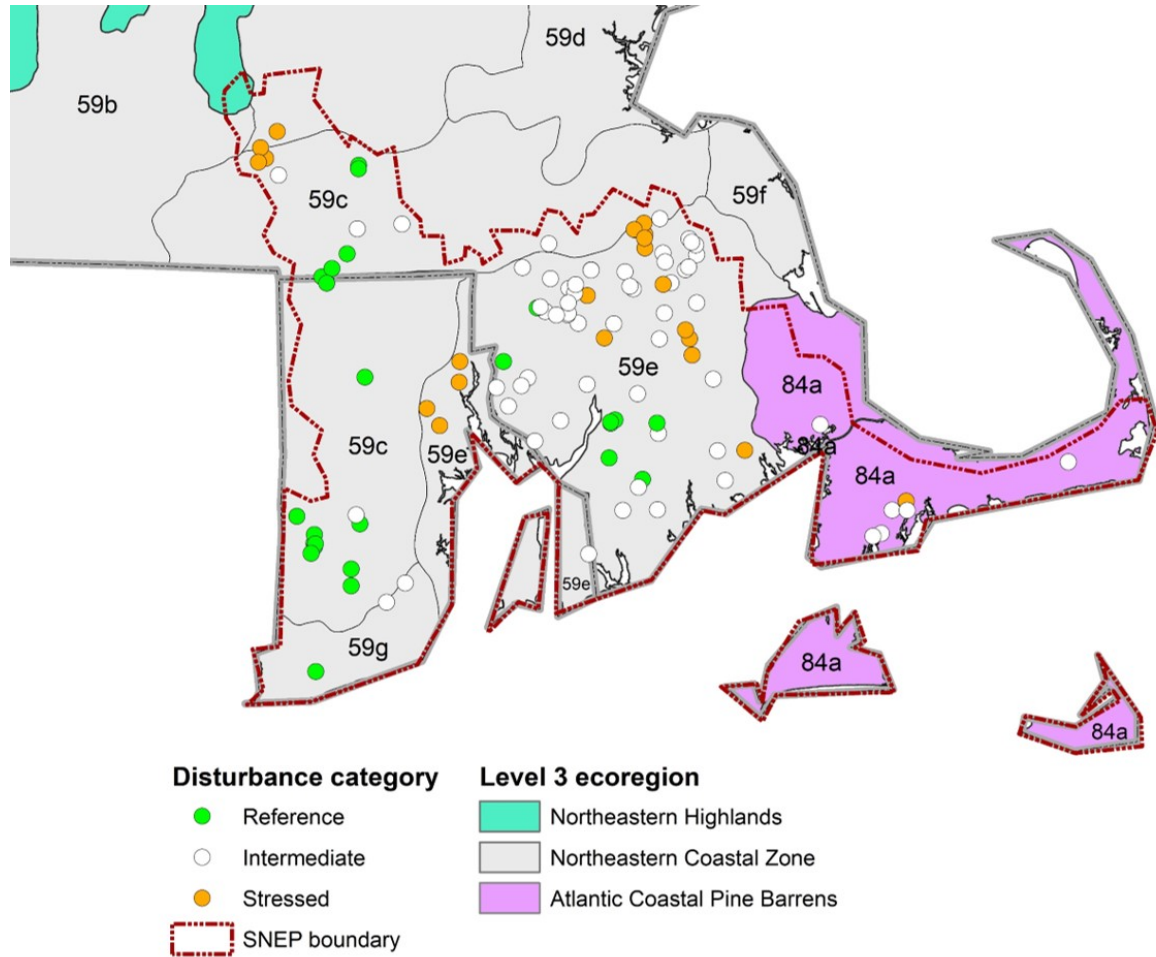 59d
59b
59f
59c
59e
84a
84a
59c
59e
84a
59e
59g
84a
84a
Disturbance category
Reference
Intermediate
Stressed
SNEP boundary
Level 3 ecoregion
Northeastern Highlands
Northeastern Coastal Zone
Atlantic Coastal Pine Barrens